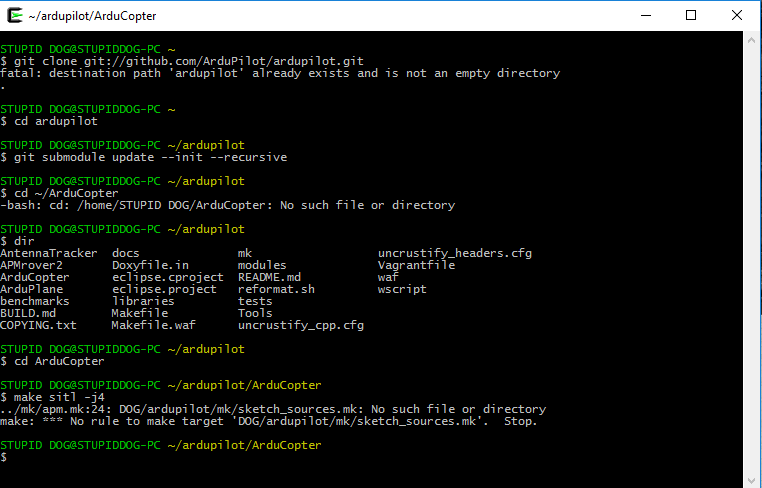 ~/ardupilot/ArduCopter
STUPID DOG@STUPIDDOG-PC ~
$ git clone git://github.com/ArduPilot/ardupilot.git
fatal: destination path 'ardupilot' already exists and is not an empty directory
.
STUPID DOG@STUPIDDOG-PC ~
$ cd ardupilot
STUPID DOG@STUPIDDOG-PC ~/ardupilot
$ git submodule update --init --recursive
STUPID DOG@STUPIDDOG-PC ~/ardupilot
$ cd ~/ArduCopter
-bash: cd: /home/STUPID DOG/ArduCopter: No such file or directory
STUPID DOG@STUPIDDOG-PC ~/ardupilot
$ dir
AntennaTracker docs mk uncrustify_headers.cfg
APMrover2 Doxyfile.in modules Vagrantfile
ArduCopter eclipse.cproject README.md waf
ArduPlane eclipse.project reformat.sh wscript
benchmarks libraries tests
BUILD.md Makefile Tools
COPYING.txt Makefile.waf uncrustify_cpp.cfg
STUPID DOG@STUPIDDOG-PC ~/ardupilot
$ cd ArduCopter
STUPID DOG@STUPIDDOG-PC ~/ardupilot/ArduCopter
$ make sitl -j4
../mk/apm.mk:24: DOG/ardupilot/mk/sketch_sources.mk: No such file or directory
make: *** No rule to make target 'DOG/ardupilot/mk/sketch_sources.mk'. Stop.
STUPID DOG@STUPIDDOG-PC ~/ardupilot/ArduCopter
$